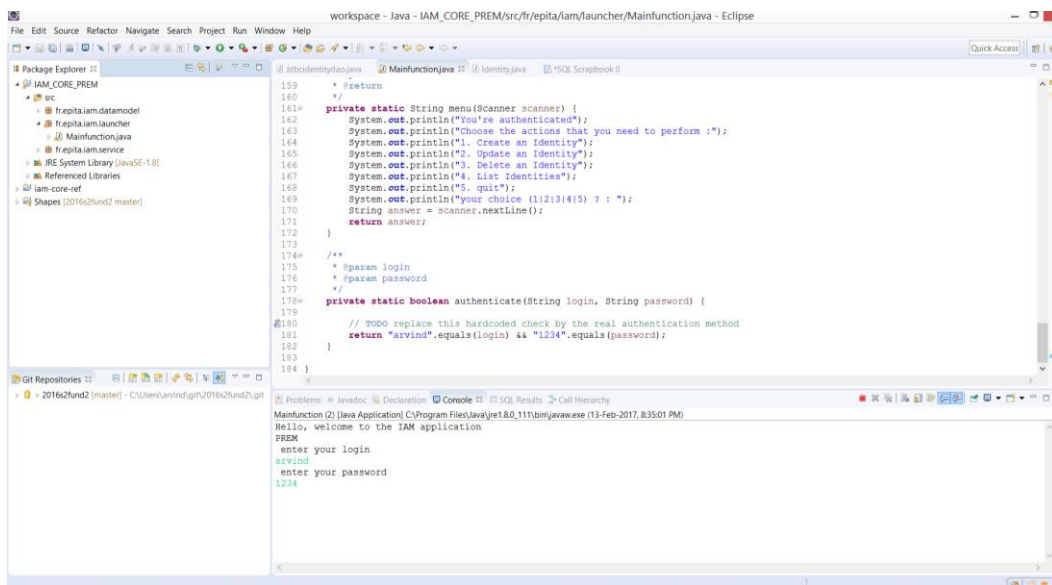 workspace - Java - IAM_CORE_PREM/src/fr/epita/iam/launcher/Mainfunction.java - Eclipse
File Edit Source Refactor Navigate Search Project Run Window Help
Quick Access
Package Explorer
IAM_CORE_PREM
src
fr.epita.iam.datamodel
fr.epita.iam.launcher
Mainfunction.java
fr.epita.iam.service
JRE System Library [JavaSE-1.8]
Referenced Libraries
iam-core-ref
Shapes [2016s2fund2 master]
Git Repositories
2016s2fund2 [master] - C:\Users\arvind\git\2016s2fund2\.git
Jdbcidentitydao.java Mainfunction.java Identity.java *SQL Scrapbook 0
159 * @return
160 */
161 private static String menu(Scanner scanner) {
162 System.out.println("You're authenticated");
163 System.out.println("Choose the actions that you need to perform :");
164 System.out.println("1. Create an Identity");
165 System.out.println("2. Update an Identity");
166 System.out.println("3. Delete an Identity");
167 System.out.println("4. List Identities");
168 System.out.println("5. quit");
169 System.out.println("your choice (1|2|3|4|5) ? : ");
170 String answer = scanner.nextLine();
171 return answer;
172 }
173
174 /**
175 * @param login
176 * @param password
177 */
178 private static boolean authenticate(String login, String password) {
179
180 // TODO replace this hardcoded check by the real authentication method
181 return "arvind".equals(login) && "1234".equals(password);
182 }
183
184 }
Problems Javadoc Declaration Console SQL Results Call Hierarchy
Mainfunction (2) [Java Application] C:\Program Files\Java\jre1.8.0_111\bin\javaw.exe (13-Feb-2017, 8:35:01 PM)
Hello, welcome to the IAM application
PREM
enter your login
arvind
enter your password
1234